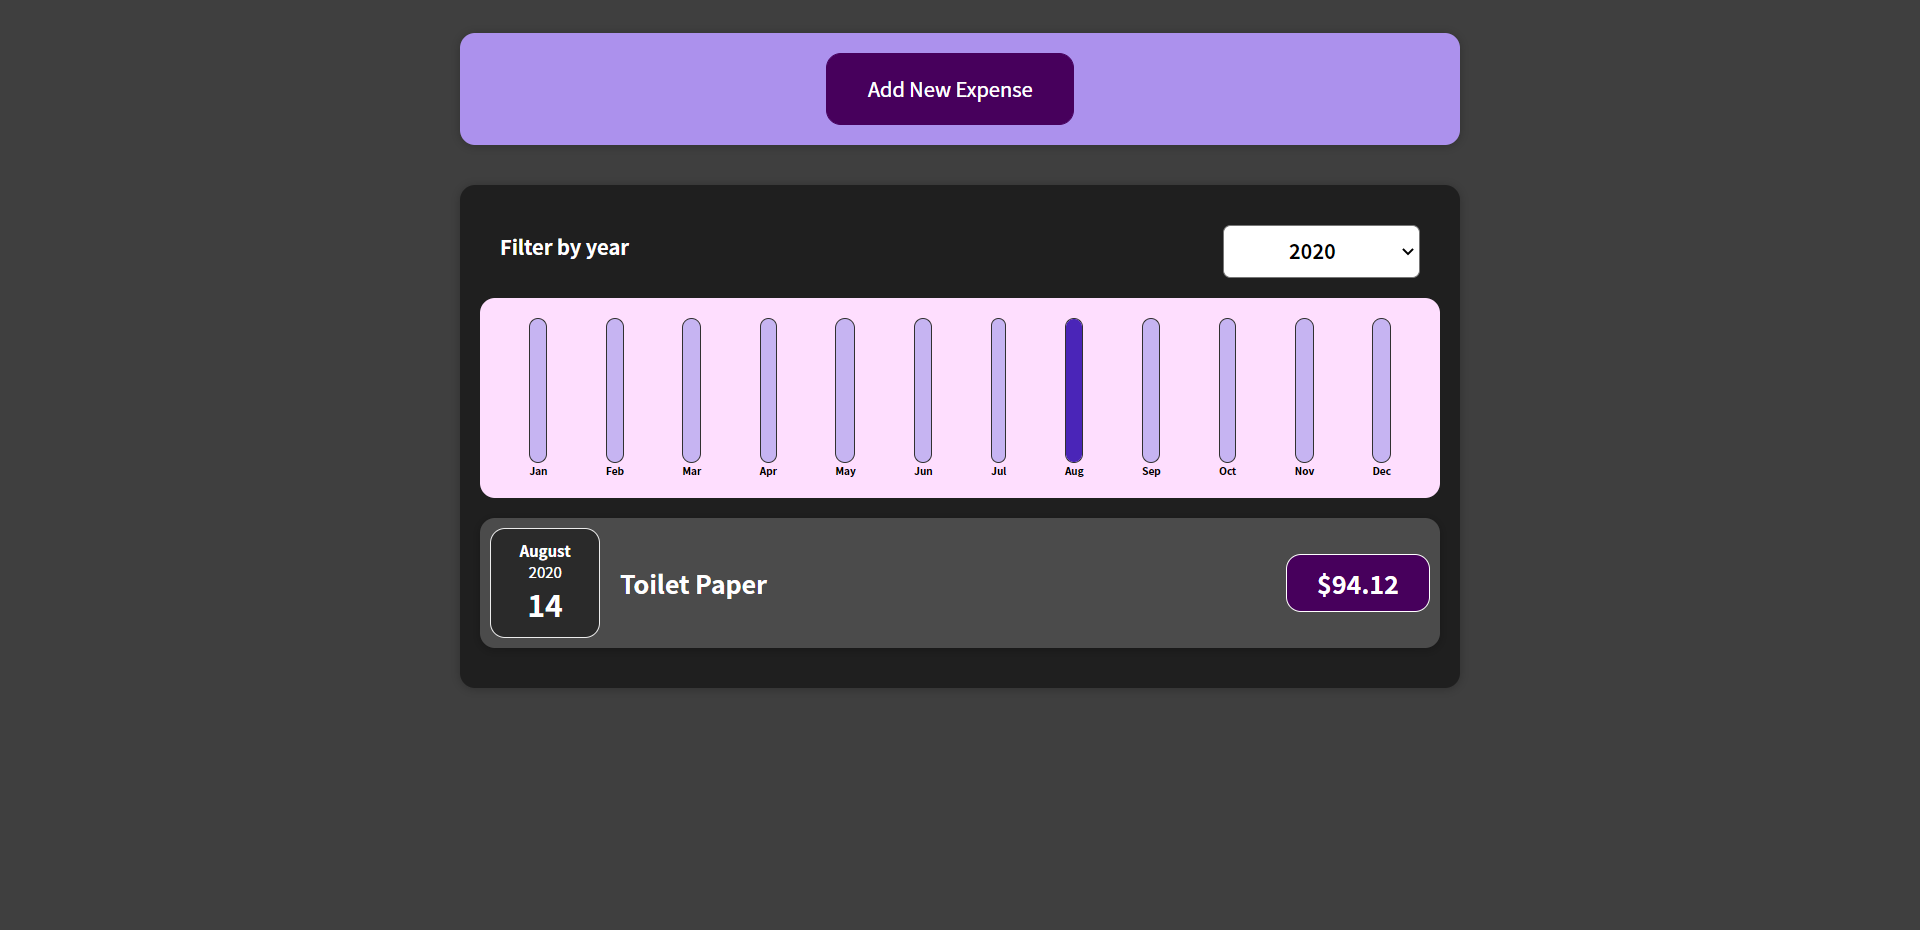 Add New Expense
Filter by year
2020
Jan Feb Mar Apr May Jun Jul Aug Sep Oct Nov Dec
August
2020
14
Toilet Paper
$94.12